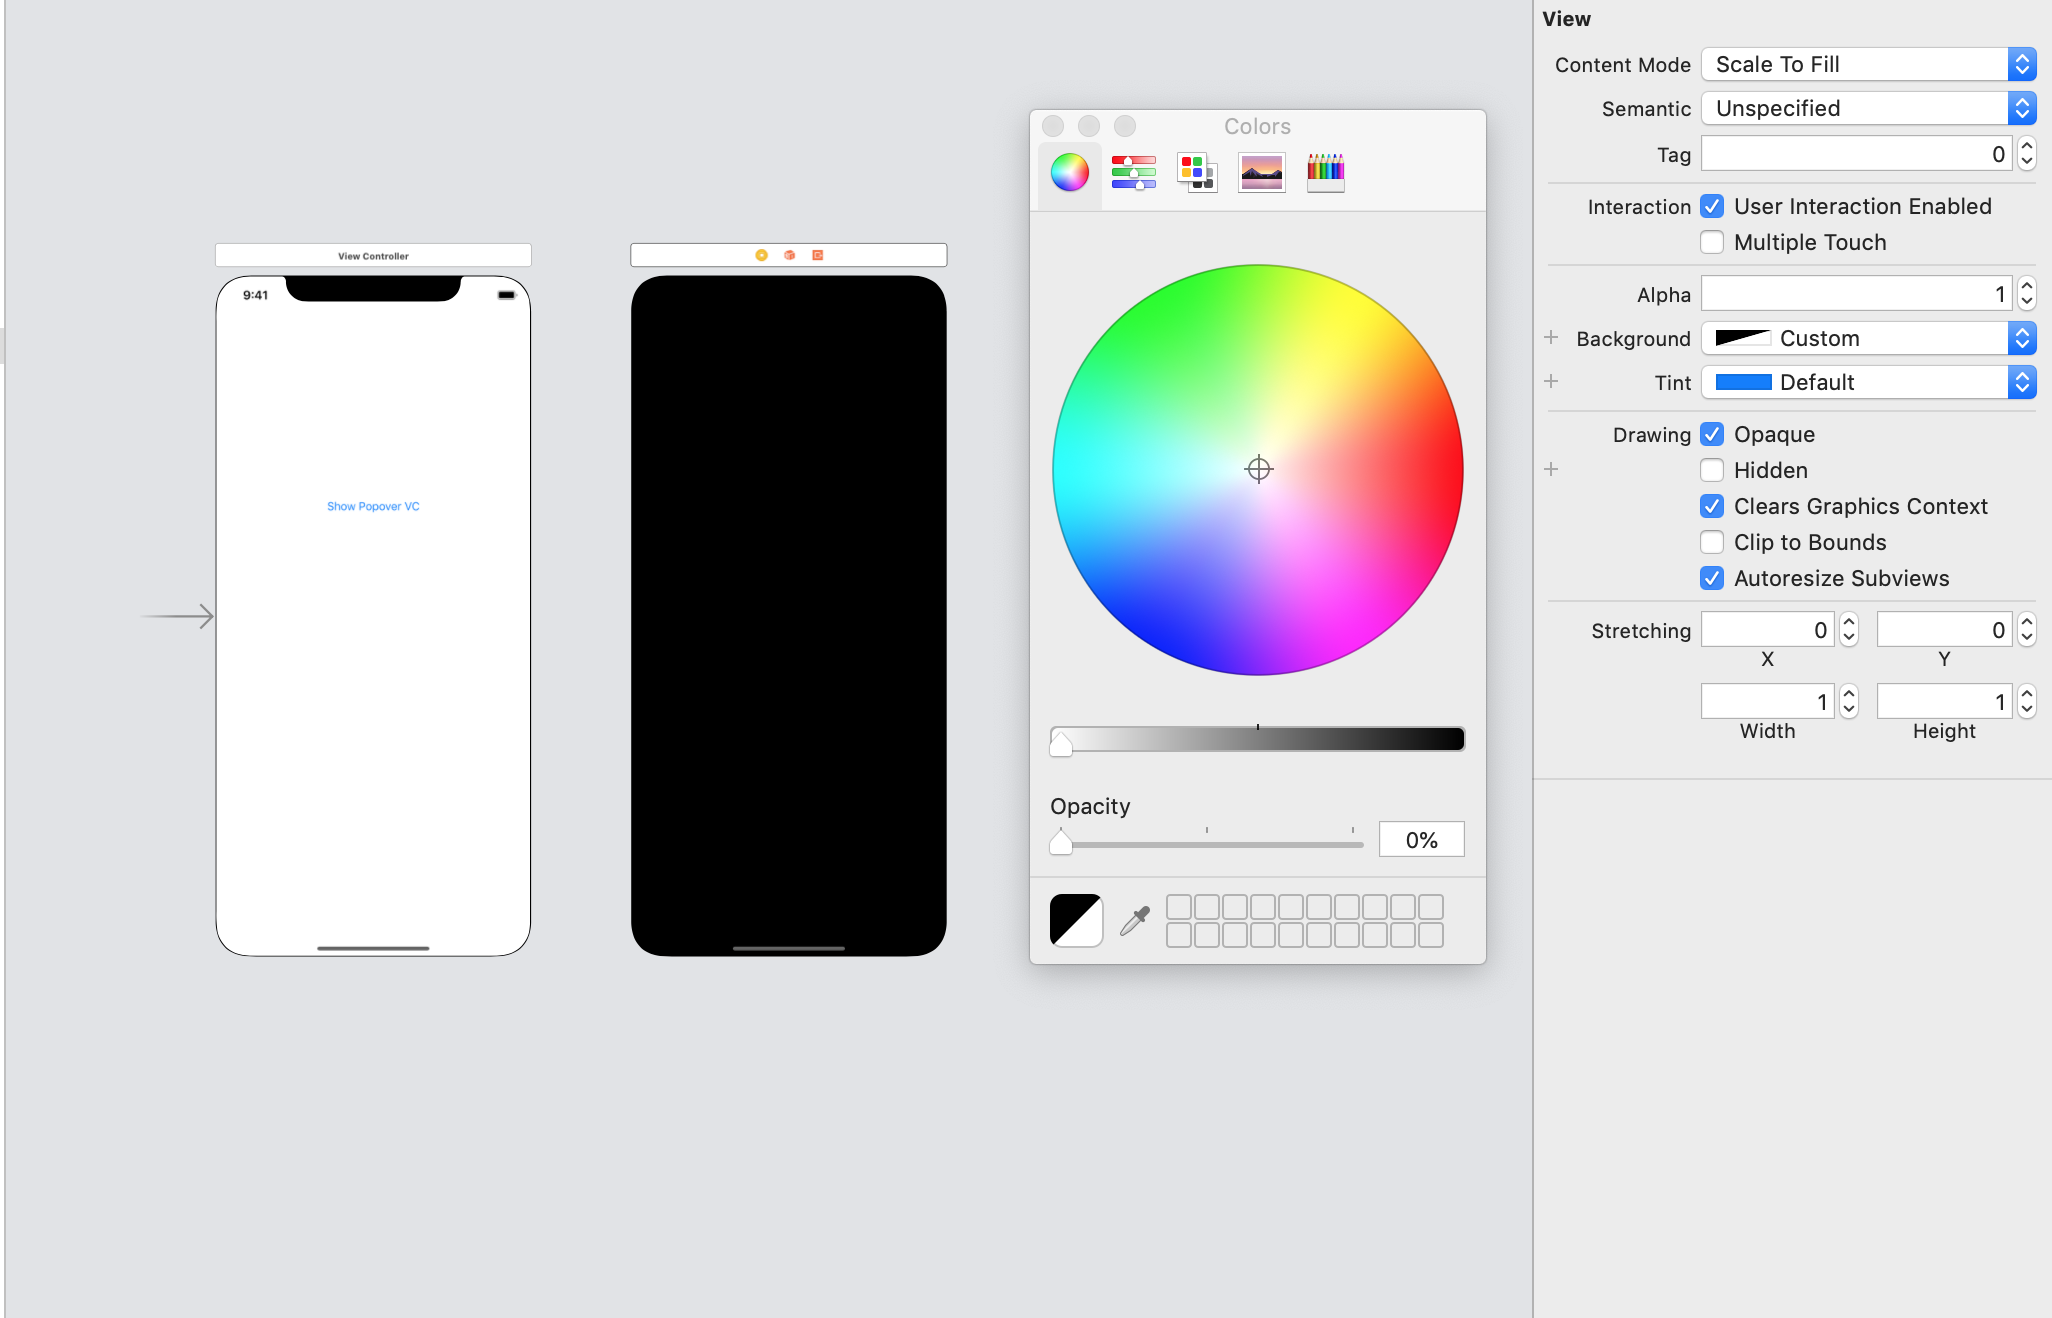 View Controller
9:41
Show Popover VC
Colors
Opacity
0%
View
Content Mode Scale To Fill
Semantic Unspecified
Tag 0
Interaction User Interaction Enabled
Multiple Touch
Alpha 1
Background Custom
Tint Default
Drawing Opaque
Hidden
Clears Graphics Context
Clip to Bounds
Autoresize Subviews
Stretching 0 0
X Y
1 1
Width Height